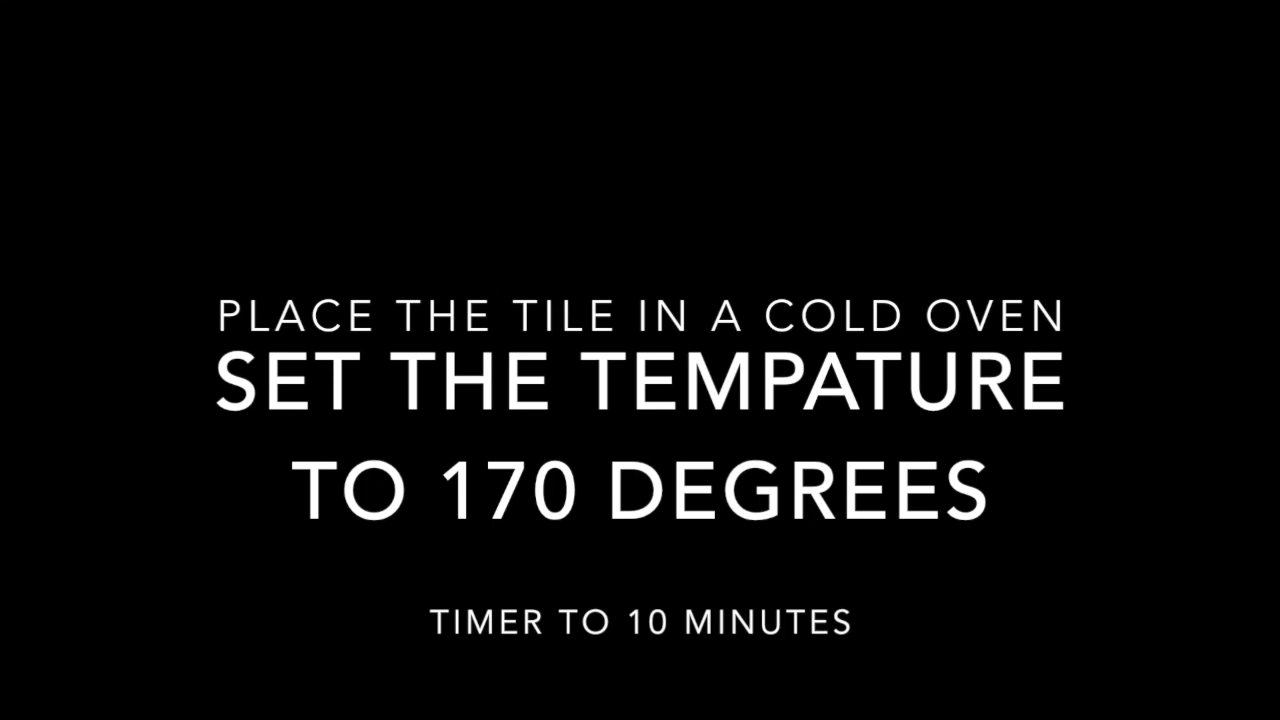 PLACE THE TILE IN A COLD OVEN
SET THE TEMPATURE
TO 170 DEGREES
TIMER TO 10 MINUTES